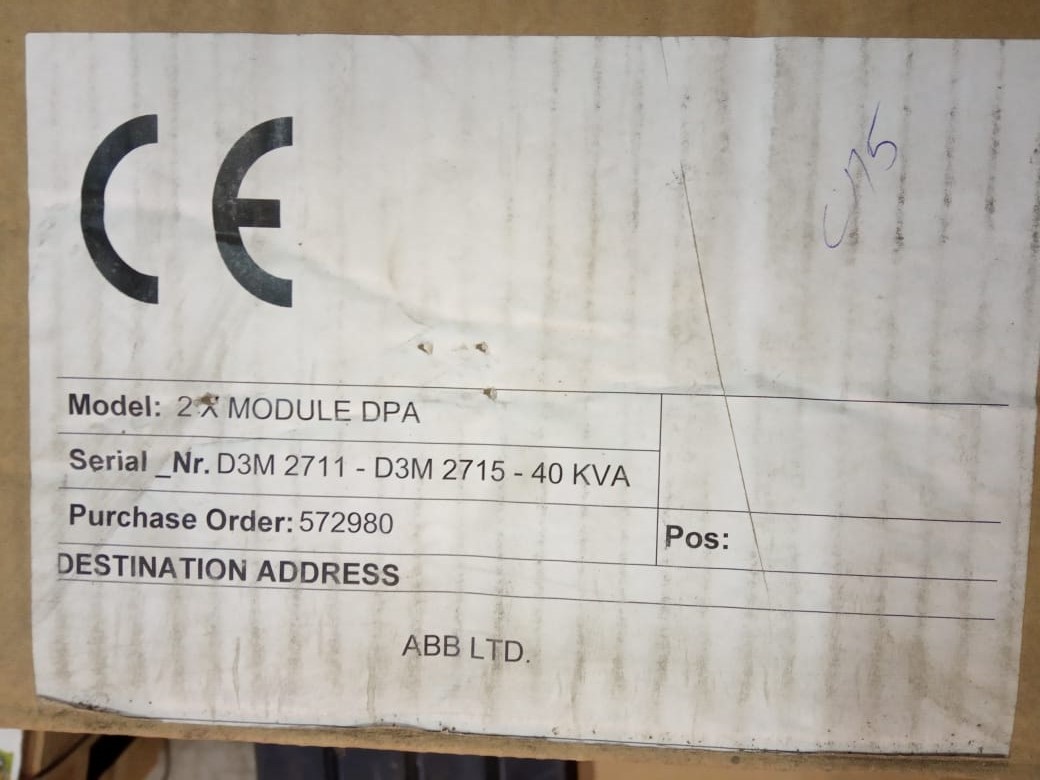 CE
Model: 2 X MODULE DPA
Serial _Nr. D3M 2711 - D3M 2715 - 40 KVA
Purchase Order: 572980
Pos:
DESTINATION ADDRESS
ABB LTD.